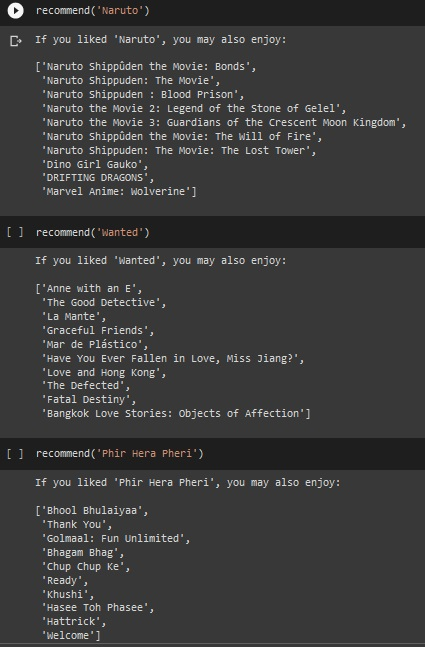 recommend('Naruto')
If you liked 'Naruto', you may also enjoy:
['Naruto Shippûden the Movie: Bonds',
'Naruto Shippuden: The Movie',
'Naruto Shippuden : Blood Prison',
'Naruto the Movie 2: Legend of the Stone of Gelel',
'Naruto the Movie 3: Guardians of the Crescent Moon Kingdom',
'Naruto Shippûden the Movie: The Will of Fire',
'Naruto Shippuden: The Movie: The Lost Tower',
'Dino Girl Gauko',
'DRIFTING DRAGONS',
'Marvel Anime: Wolverine']
[ ] recommend('Wanted')
If you liked 'Wanted', you may also enjoy:
['Anne with an E',
'The Good Detective',
'La Mante',
'Graceful Friends',
'Mar de Plástico',
'Have You Ever Fallen in Love, Miss Jiang?',
'Love and Hong Kong',
'The Defected',
'Fatal Destiny',
'Bangkok Love Stories: Objects of Affection']
[ ] recommend('Phir Hera Pheri')
If you liked 'Phir Hera Pheri', you may also enjoy:
['Bhool Bhulaiyaa',
'Thank You',
'Golmaal: Fun Unlimited',
'Bhagam Bhag',
'Chup Chup Ke',
'Ready',
'Khushi',
'Hasee Toh Phasee',
'Hattrick',
'Welcome']